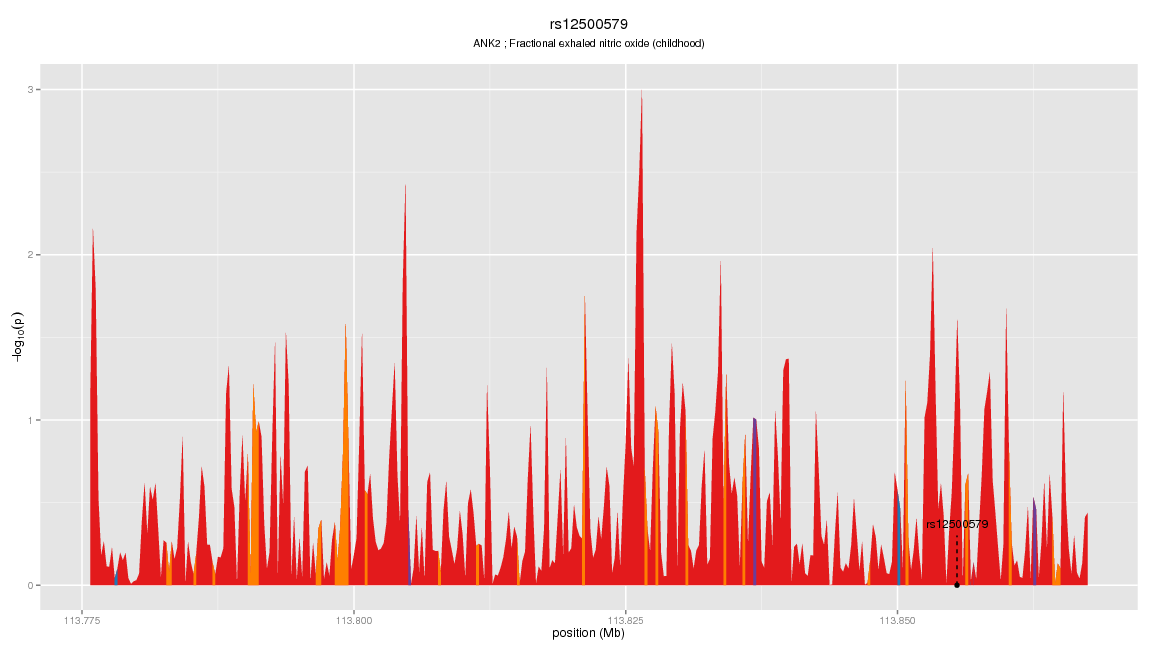 rs12500579
ANK2 ; Fractional exhaled nitric oxide (childhood)
3
2
1
0
−log10(p)
rs12500579
113.775
113.800
113.825
113.850
position (Mb)